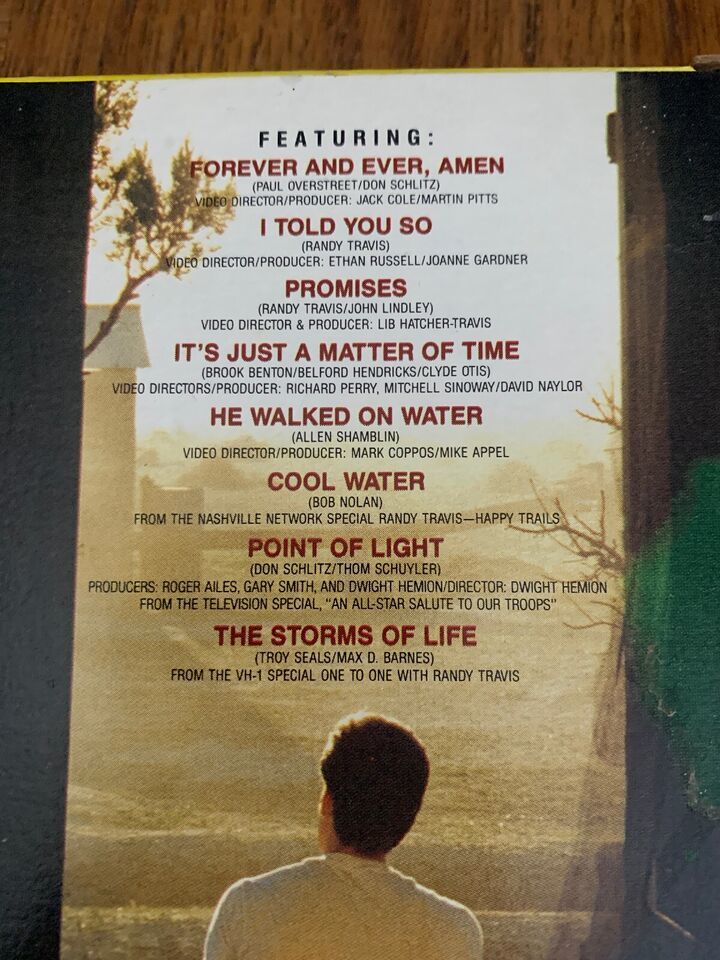 FEATURING:
FOREVER AND EVER, AMEN
(PAUL OVERSTREET/DON SCHLITZ)
VIDEO DIRECTOR/PRODUCER: JACK COLE/MARTIN PITTS
I TOLD YOU SO
(RANDY TRAVIS)
VIDEO DIRECTOR/PRODUCER: ETHAN RUSSELL/JOANNE GARDNER
PROMISES
(RANDY TRAVIS/JOHN LINDLEY)
VIDEO DIRECTOR & PRODUCER: LIB HATCHER-TRAVIS
IT'S JUST A MATTER OF TIME
(BROOK BENTON/BELFORD HENDRICKS/CLYDE OTIS)
VIDEO DIRECTORS/PRODUCER: RICHARD PERRY, MITCHELL SINOWAY/DAVID NAYLOR
HE WALKED ON WATER
(ALLEN SHAMBLIN)
VIDEO DIRECTOR/PRODUCER: MARK COPPOS/MIKE APPEL
COOL WATER
(BOB NOLAN)
FROM THE NASHVILLE NETWORK SPECIAL RANDY TRAVIS—HAPPY TRAILS
POINT OF LIGHT
(DON SCHLITZ/THOM SCHUYLER)
PRODUCERS: ROGER AILES, GARY SMITH, AND DWIGHT HEMION/DIRECTOR: DWIGHT HEMION
FROM THE TELEVISION SPECIAL, "AN ALL-STAR SALUTE TO OUR TROOPS"
THE STORMS OF LIFE
(TROY SEALS/MAX D. BARNES)
FROM THE VH-1 SPECIAL ONE TO ONE WITH RANDY TRAVIS